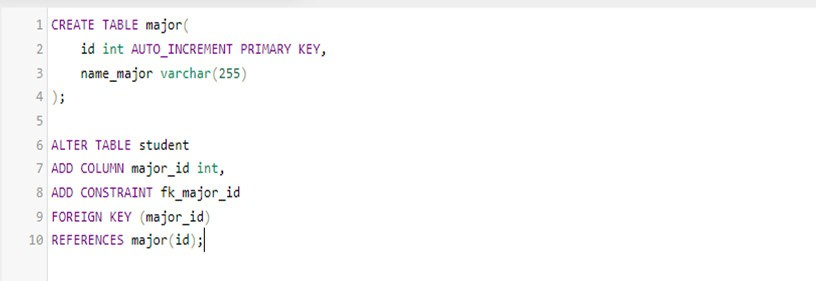 1 CREATE TABLE major(
2 id int AUTO_INCREMENT PRIMARY KEY,
3 name_major varchar(255)
4 );
5
6 ALTER TABLE student
7 ADD COLUMN major_id int,
8 ADD CONSTRAINT fk_major_id
9 FOREIGN KEY (major_id)
10 REFERENCES major(id);